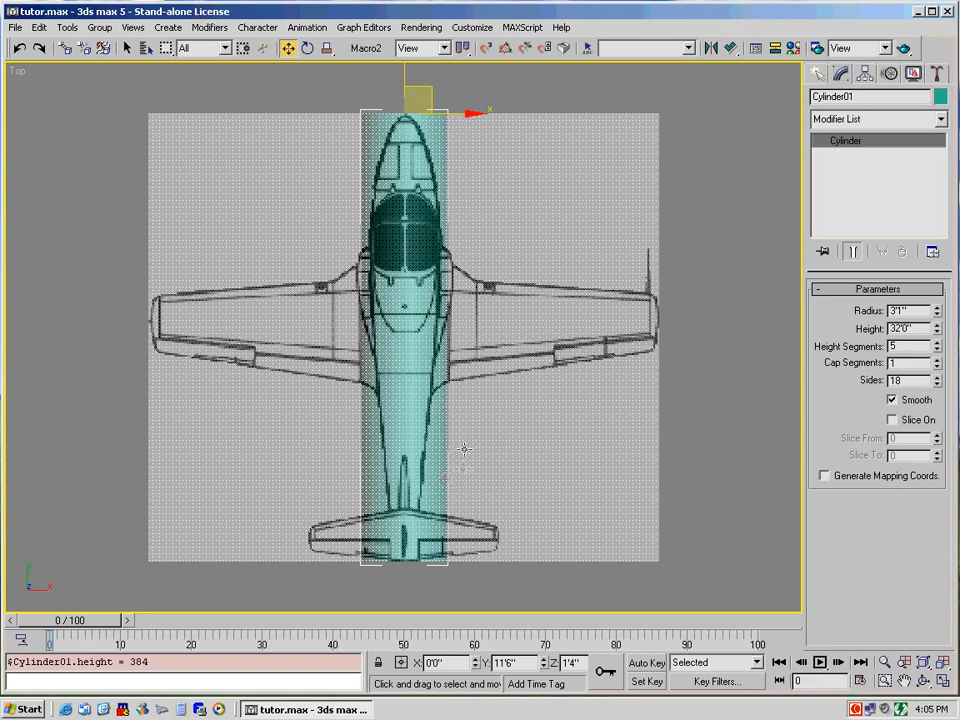 tutor.max - 3ds max 5 - Stand-alone License
File Edit Tools Group Views Create Modifiers Character Animation Graph Editors Rendering Customize MAXScript Help
All Macro2 View View
Top
x
Cylinder01
Modifier List
Cylinder
- Parameters
Radius: 3'1"
Height: 32'0"
Height Segments: 5
Cap Segments: 1
Sides: 18
Smooth
Slice On
Slice From: 0
Slice To: 0
Generate Mapping Coords.
y
z x
< 0 / 100 >
0 10 20 30 40 50 60 70 80 90 100
$Cylinder01.height = 384
X: 0'0" Y: 11'6" Z: 1'4" Auto Key Selected
Click and drag to select and mov Add Time Tag Set Key Key Filters... 0
Start tutor.max - 3ds max ... 4:05 PM